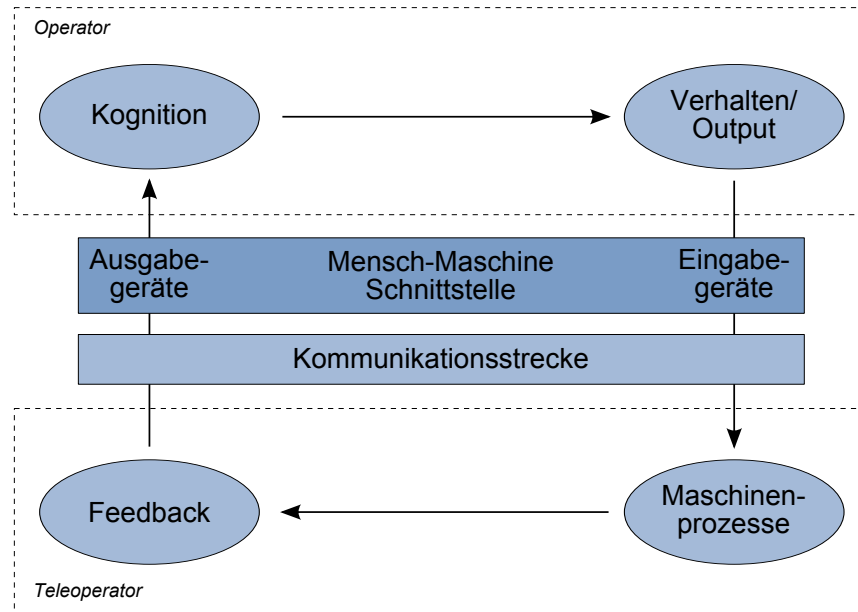 Operator
Kognition
Verhalten/
Output
Ausgabe-
geräte
Mensch-Maschine
Schnittstelle
Eingabe-
geräte
Kommunikationsstrecke
Feedback
Maschinen-
prozesse
Teleoperator